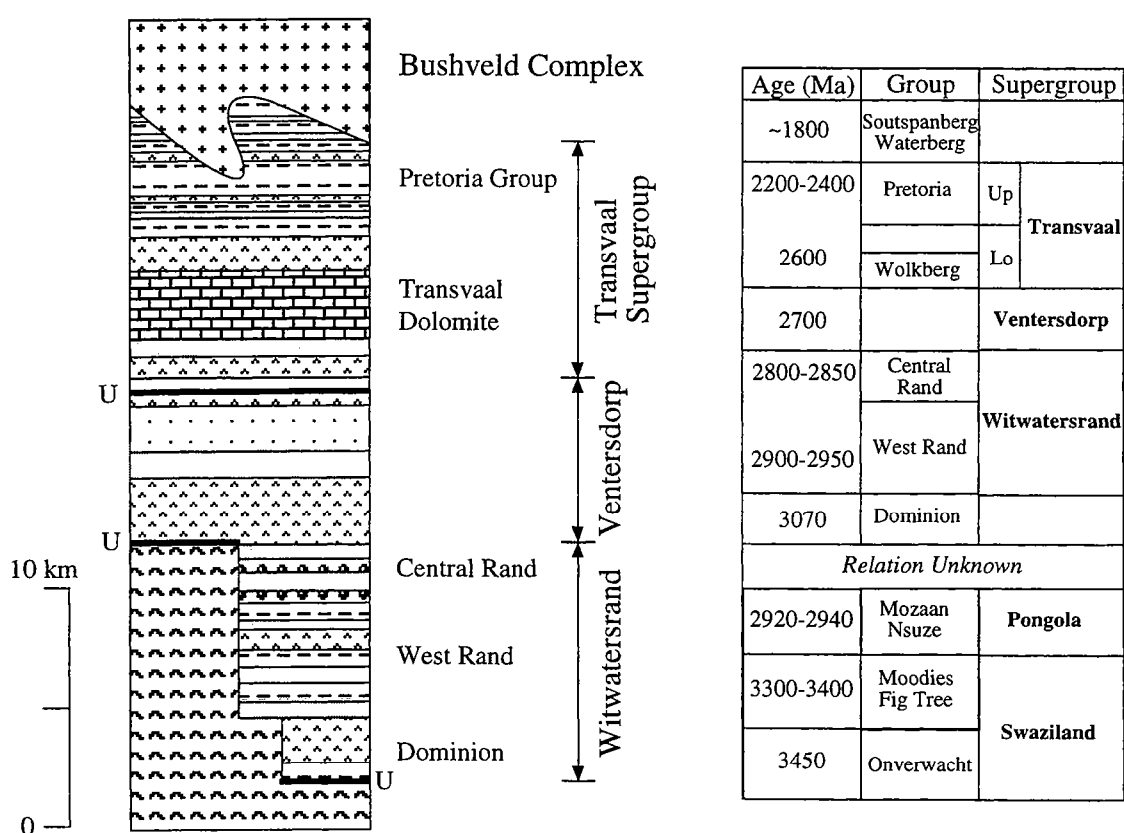 Bushveld Complex
Pretoria Group
Transvaal
Dolomite
Transvaal
Supergroup
U
Ventersdorp
U
10 km
Central Rand
West Rand
Witwatersrand
Dominion
U
0
Age (Ma) Group Supergroup
~1800 Soutspanberg
Waterberg
2200-2400 Pretoria Up
Transvaal
2600 Lo
Wolkberg
2700 Ventersdorp
2800-2850 Central
Rand
Witwatersrand
2900-2950 West Rand
3070 Dominion
Relation Unknown
2920-2940 Mozaan
Nsuze Pongola
3300-3400 Moodies
Fig Tree
Swaziland
3450 Onverwacht